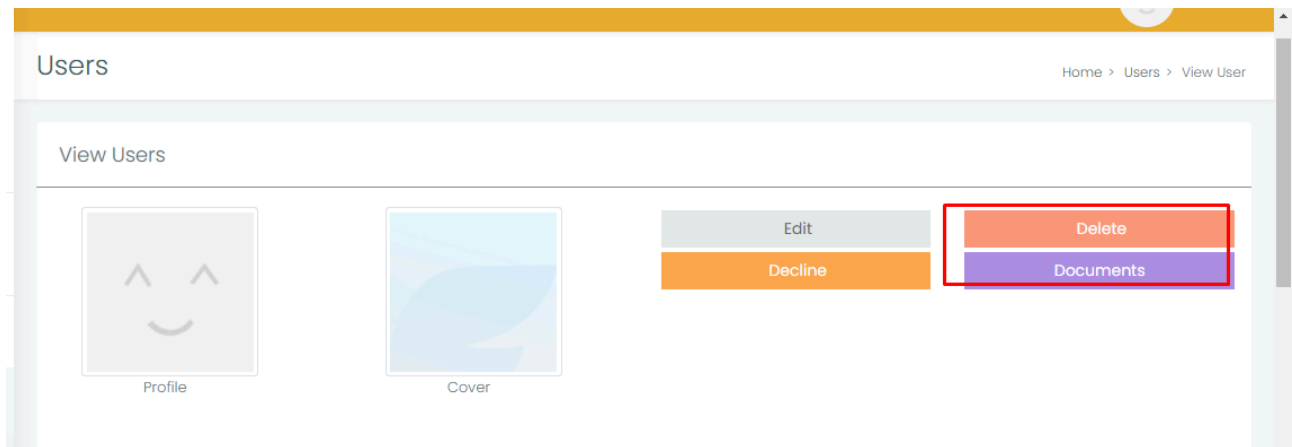 Users
Home > Users > View User
View Users
Edit
Delete
Decline
Documents
Profile
Cover